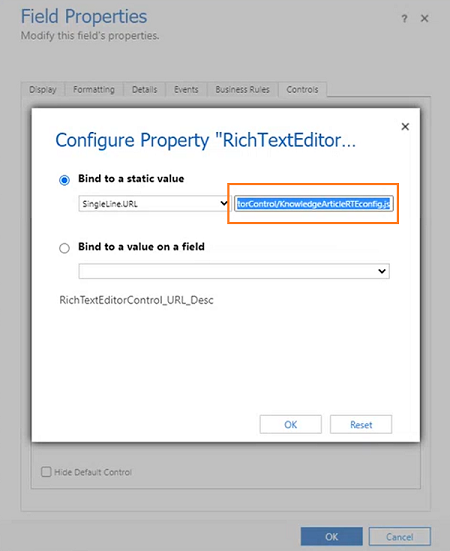 Field Properties
? ×
Modify this field's properties.
Display Formatting Details Events Business Rules Controls
×
Configure Property "RichTextEditor...
Bind to a static value
SingleLine.URL torControl/KnowledgeArticleRTEconfig.js
Bind to a value on a field
RichTextEditorControl_URL_Desc
OK Reset
Hide Default Control
OK Cancel